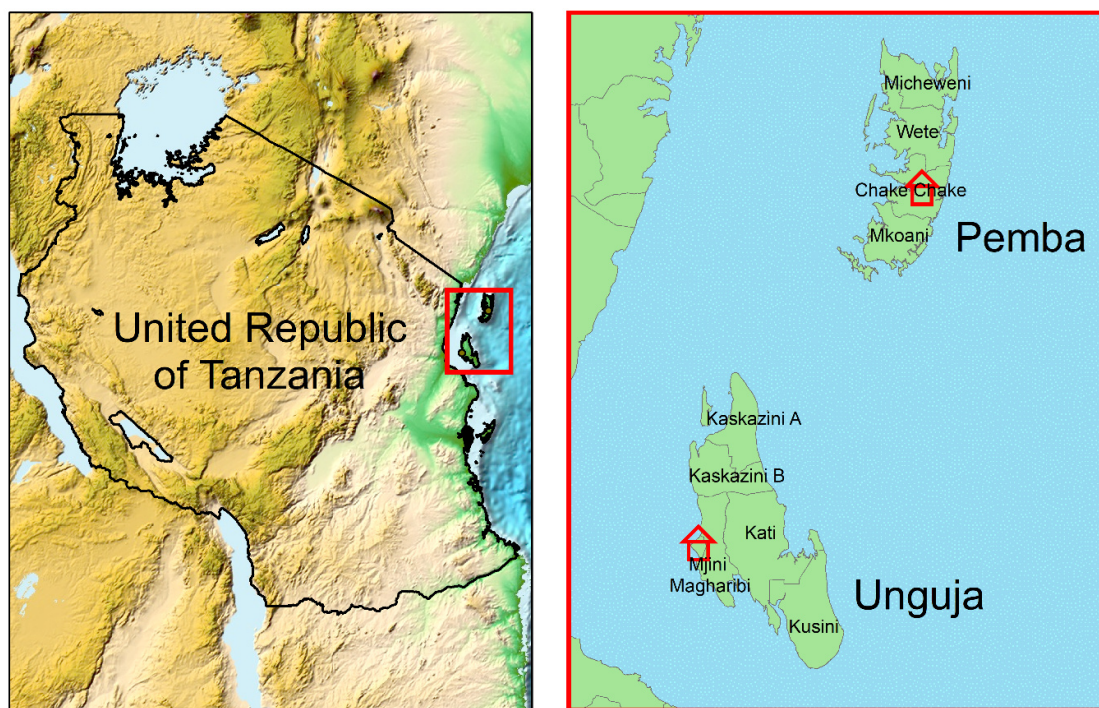 United Republic
of Tanzania
Micheweni
Wete
Chake Chake
Mkoani
Pemba
Kaskazini A
Kaskazini B
Kati
Mjini
Magharibi
Unguja
Kusini